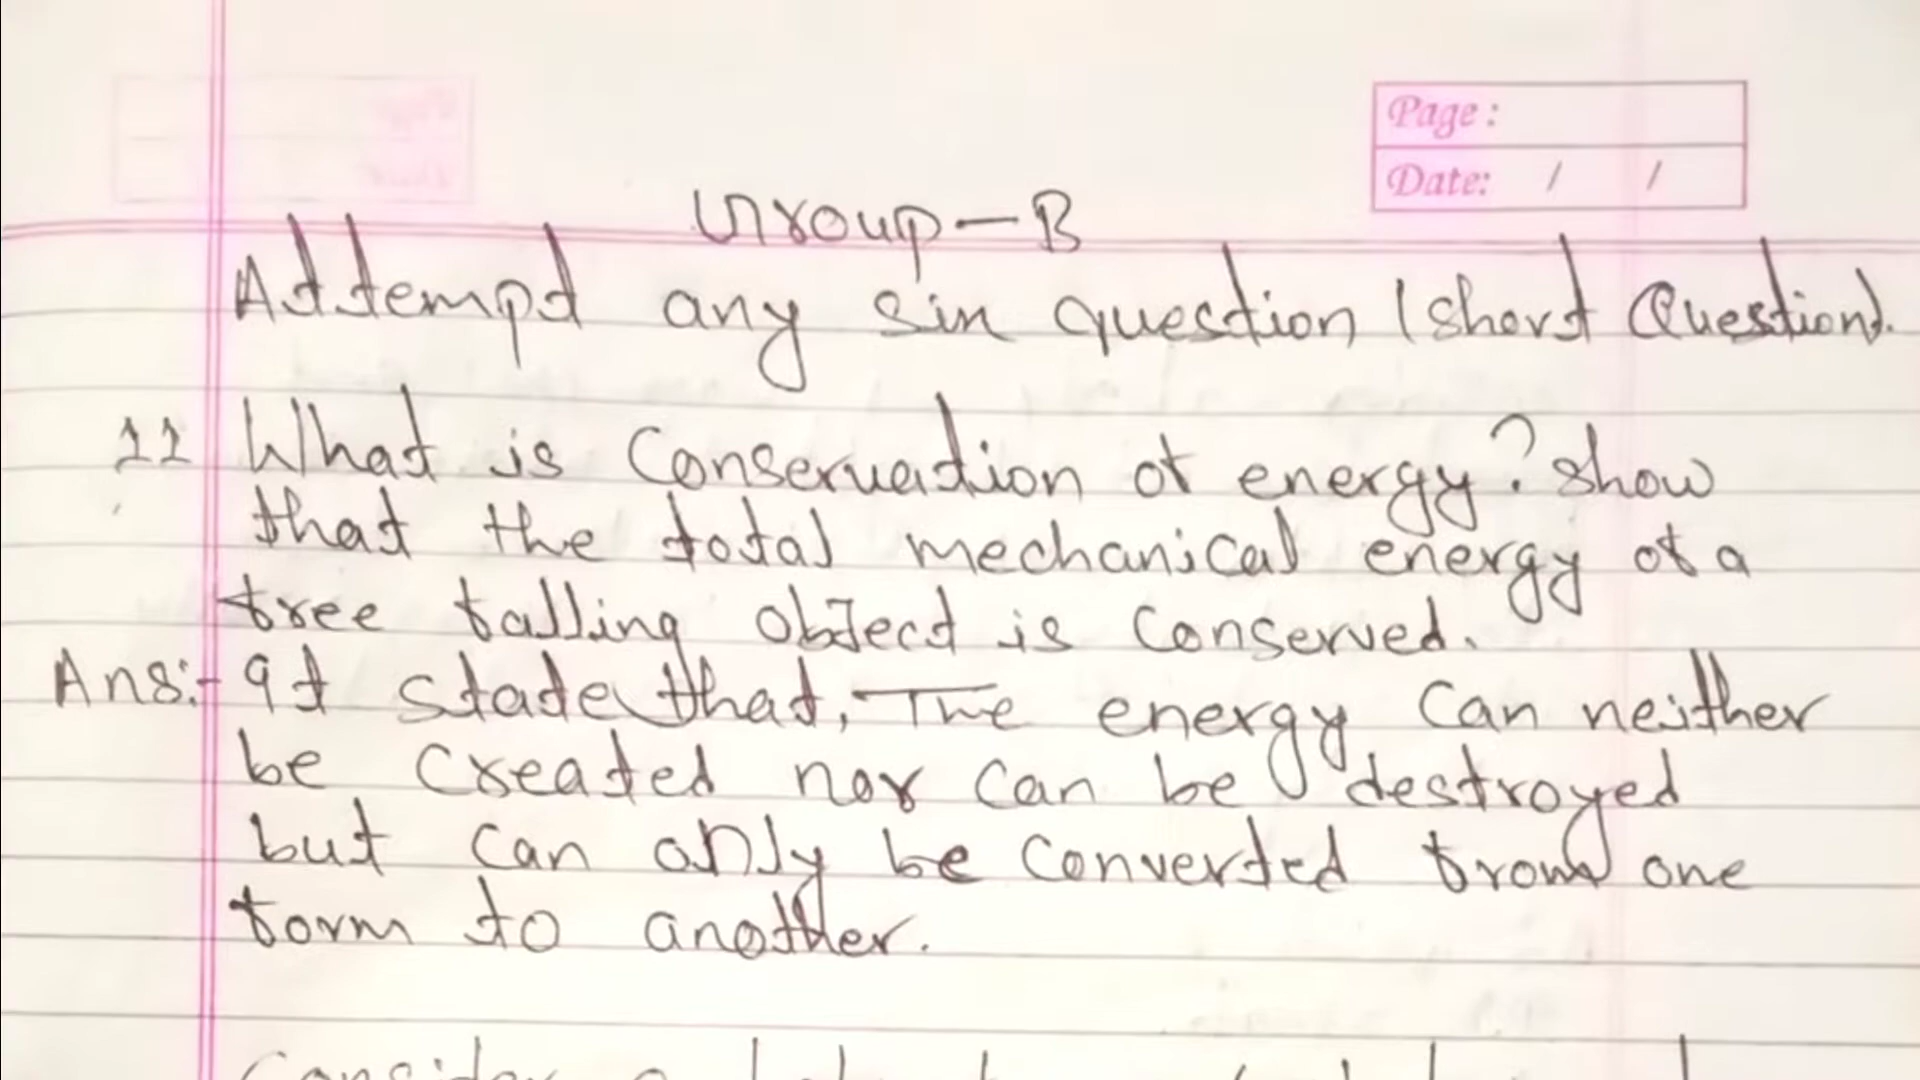 Page:
Date: / /
Group-B
Attempt any six question (short Question).
11 What is Conservation of energy? show
that the total mechanical energy of a
free falling object is conserved.
Ans:- It state that, The energy can neither
be created nor can be destroyed
but can only be converted from one
form to another.
Consider a